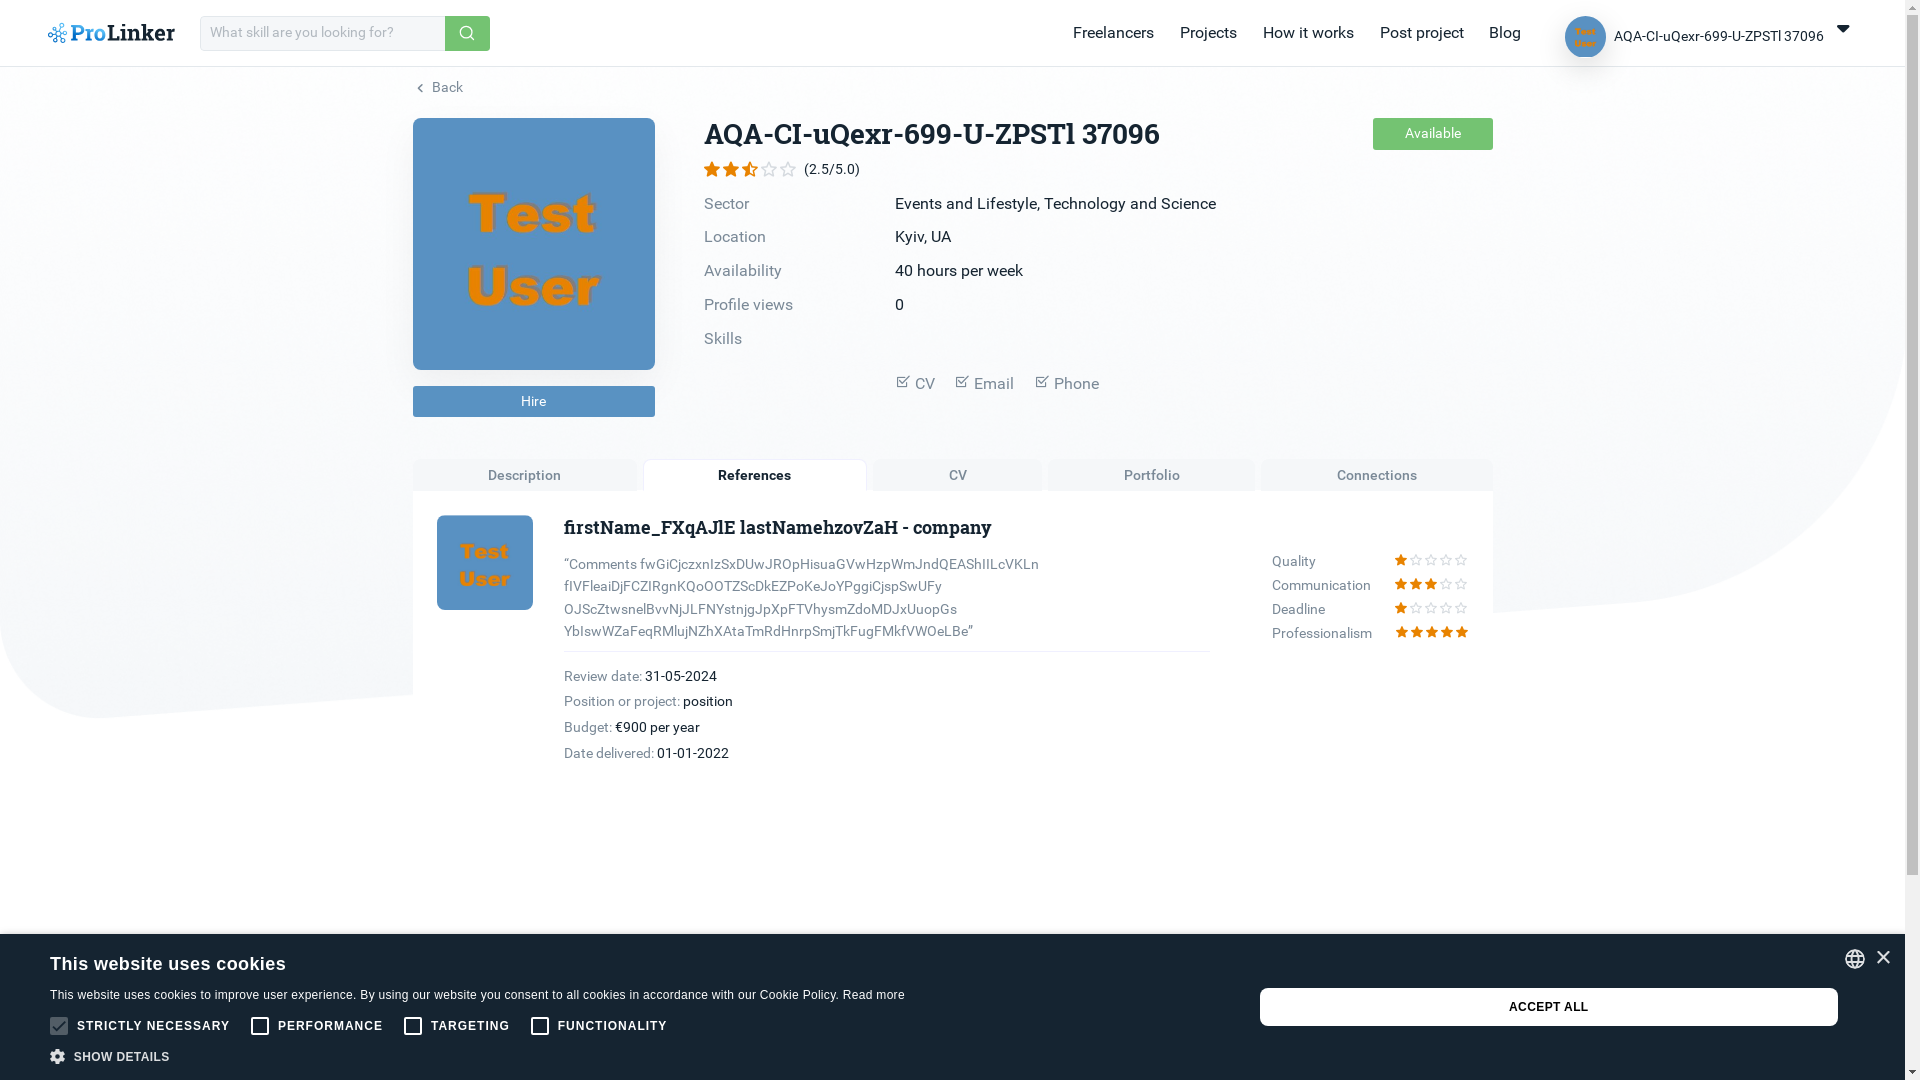 ProLinker
What skill are you looking for?
Freelancers
Projects
How it works
Post project
Blog
Test
User
AQA-CI-uQexr-699-U-ZPSTl 37096
Back
Test
User
Hire
AQA-CI-uQexr-699-U-ZPSTl 37096
(2.5/5.0)
Available
Sector
Events and Lifestyle, Technology and Science
Location
Kyiv, UA
Availability
40 hours per week
Profile views
0
Skills
CV
Email
Phone
Description
References
CV
Portfolio
Connections
Test
User
firstName_FXqAJlE lastNamehzovZaH - company
“Comments fwGiCjczxnIzSxDUwJROpHisuaGVwHzpWmJndQEAShIILcVKLn
fIVFleaiDjFCZIRgnKQoOOTZScDkEZPoKeJoYPggiCjspSwUFy
OJScZtwsnelBvvNjJLFNYstnjgJpXpFTVhysmZdoMDJxUuopGs
YbIswWZaFeqRMlujNZhXAtaTmRdHnrpSmjTkFugFMkfVWOeLBe”
Quality
Communication
Deadline
Professionalism
Review date: 31-05-2024
Position or project: position
Budget: €900 per year
Date delivered: 01-01-2022
This website uses cookies
This website uses cookies to improve user experience. By using our website you consent to all cookies in accordance with our Cookie Policy. Read more
STRICTLY NECESSARY
PERFORMANCE
TARGETING
FUNCTIONALITY
SHOW DETAILS
ACCEPT ALL